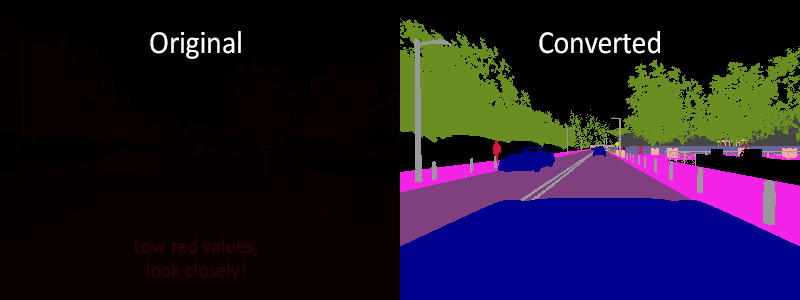 Original
Converted
Low red values,
look closely!